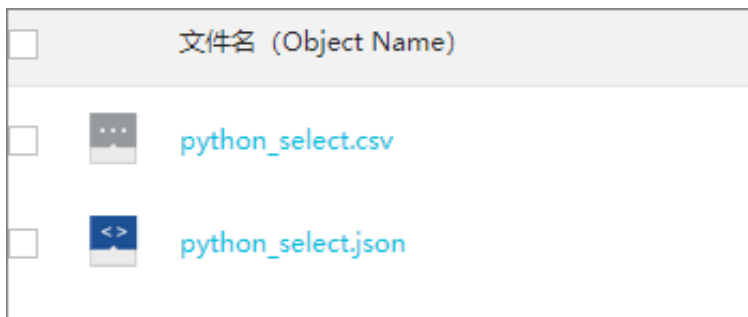 文件名（Object Name）
python_select.csv
python_select.json